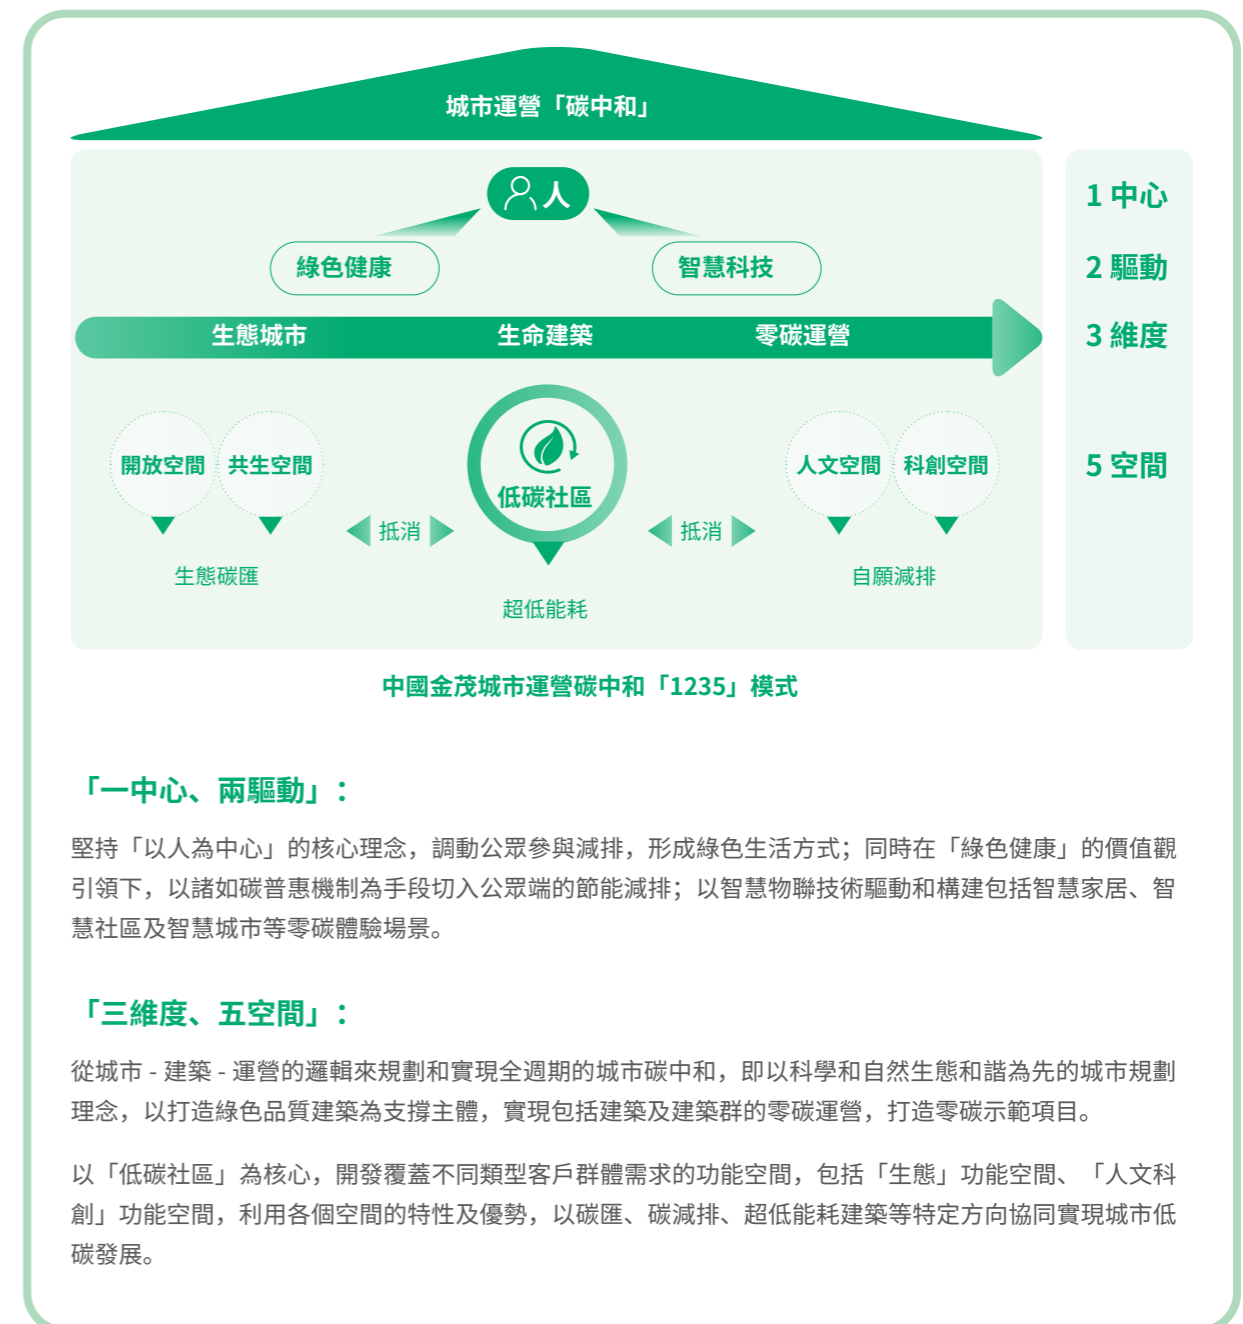 城市運營「碳中和」
人
1 中心
綠色健康
智慧科技
2 驅動
生態城市
生命建築
零碳運營
3 維度
開放空間
共生空間
低碳社區
人文空間
科創空間
5 空間
抵消
抵消
生態碳匯
超低能耗
自願減排
中國金茂城市運營碳中和「1235」模式
「一中心、兩驅動」：
堅持「以人為中心」的核心理念，調動公眾參與減排，形成綠色生活方式；同時在「綠色健康」的價值觀
引領下，以諸如碳普惠機制為手段切入公眾端的節能減排；以智慧物聯技術驅動和構建包括智慧家居、智
慧社區及智慧城市等零碳體驗場景。
「三維度、五空間」：
從城市 - 建築 - 運營的邏輯來規劃和實現全週期的城市碳中和，即以科學和自然生態和諧為先的城市規劃
理念，以打造綠色品質建築為支撐主體，實現包括建築及建築群的零碳運營，打造零碳示範項目。
以「低碳社區」為核心，開發覆蓋不同類型客戶群體需求的功能空間，包括「生態」功能空間、「人文科
創」功能空間，利用各個空間的特性及優勢，以碳匯、碳減排、超低能耗建築等特定方向協同實現城市低
碳發展。